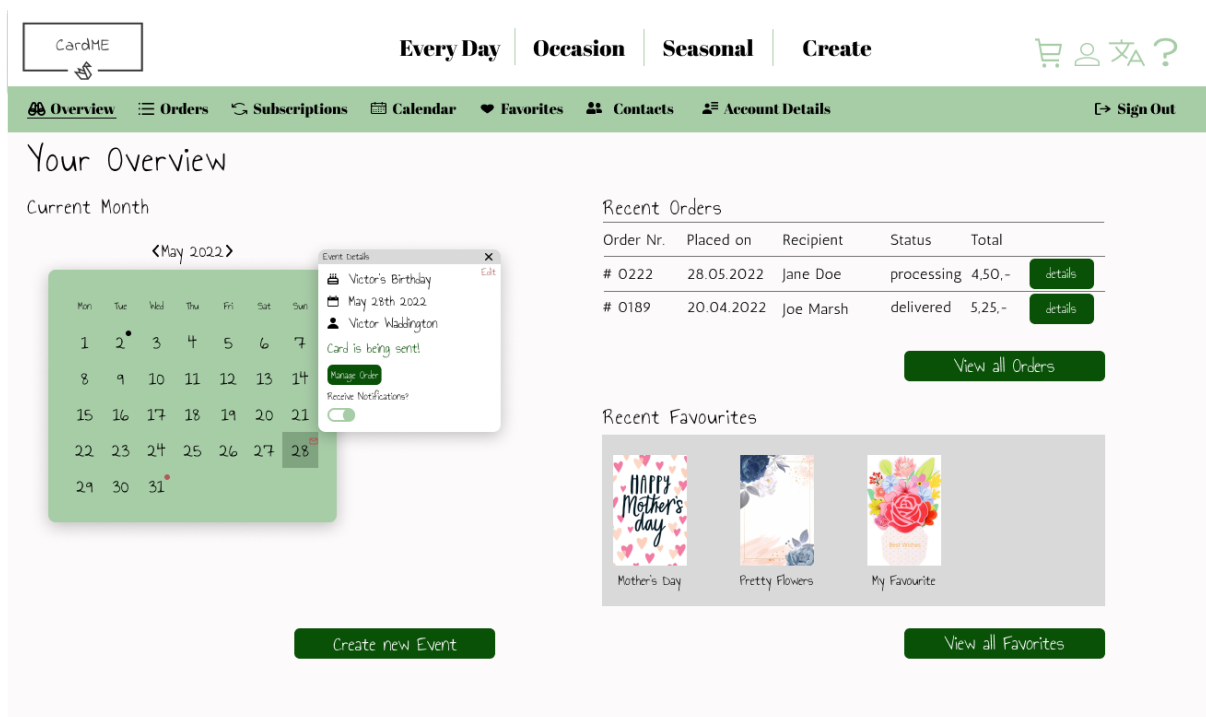 CardME
Every Day Occasion Seasonal Create
文A ?
Overview Orders Subscriptions Calendar Favorites Contacts Account Details Sign Out
Your Overview
Current Month
<May 2022>
Mon Tue Wed Thu Fri Sat Sun
1 2 3 4 5 6 7
8 9 10 11 12 13 14
15 16 17 18 19 20 21
22 23 24 25 26 27 28
29 30 31
Event Details
Edit
Victor's Birthday
May 28th 2022
Victor Waddington
Card is being sent!
Manage Order
Receive Notifications?
Create new Event
Recent Orders
Order Nr. Placed on Recipient Status Total
# 0222 28.05.2022 Jane Doe processing 4,50,- details
# 0189 20.04.2022 Joe Marsh delivered 5,25,- details
View all Orders
Recent Favourites
HAPPY
Mother's
day
Best Wishes
Mother's Day Pretty Flowers My Favourite
View all Favorites